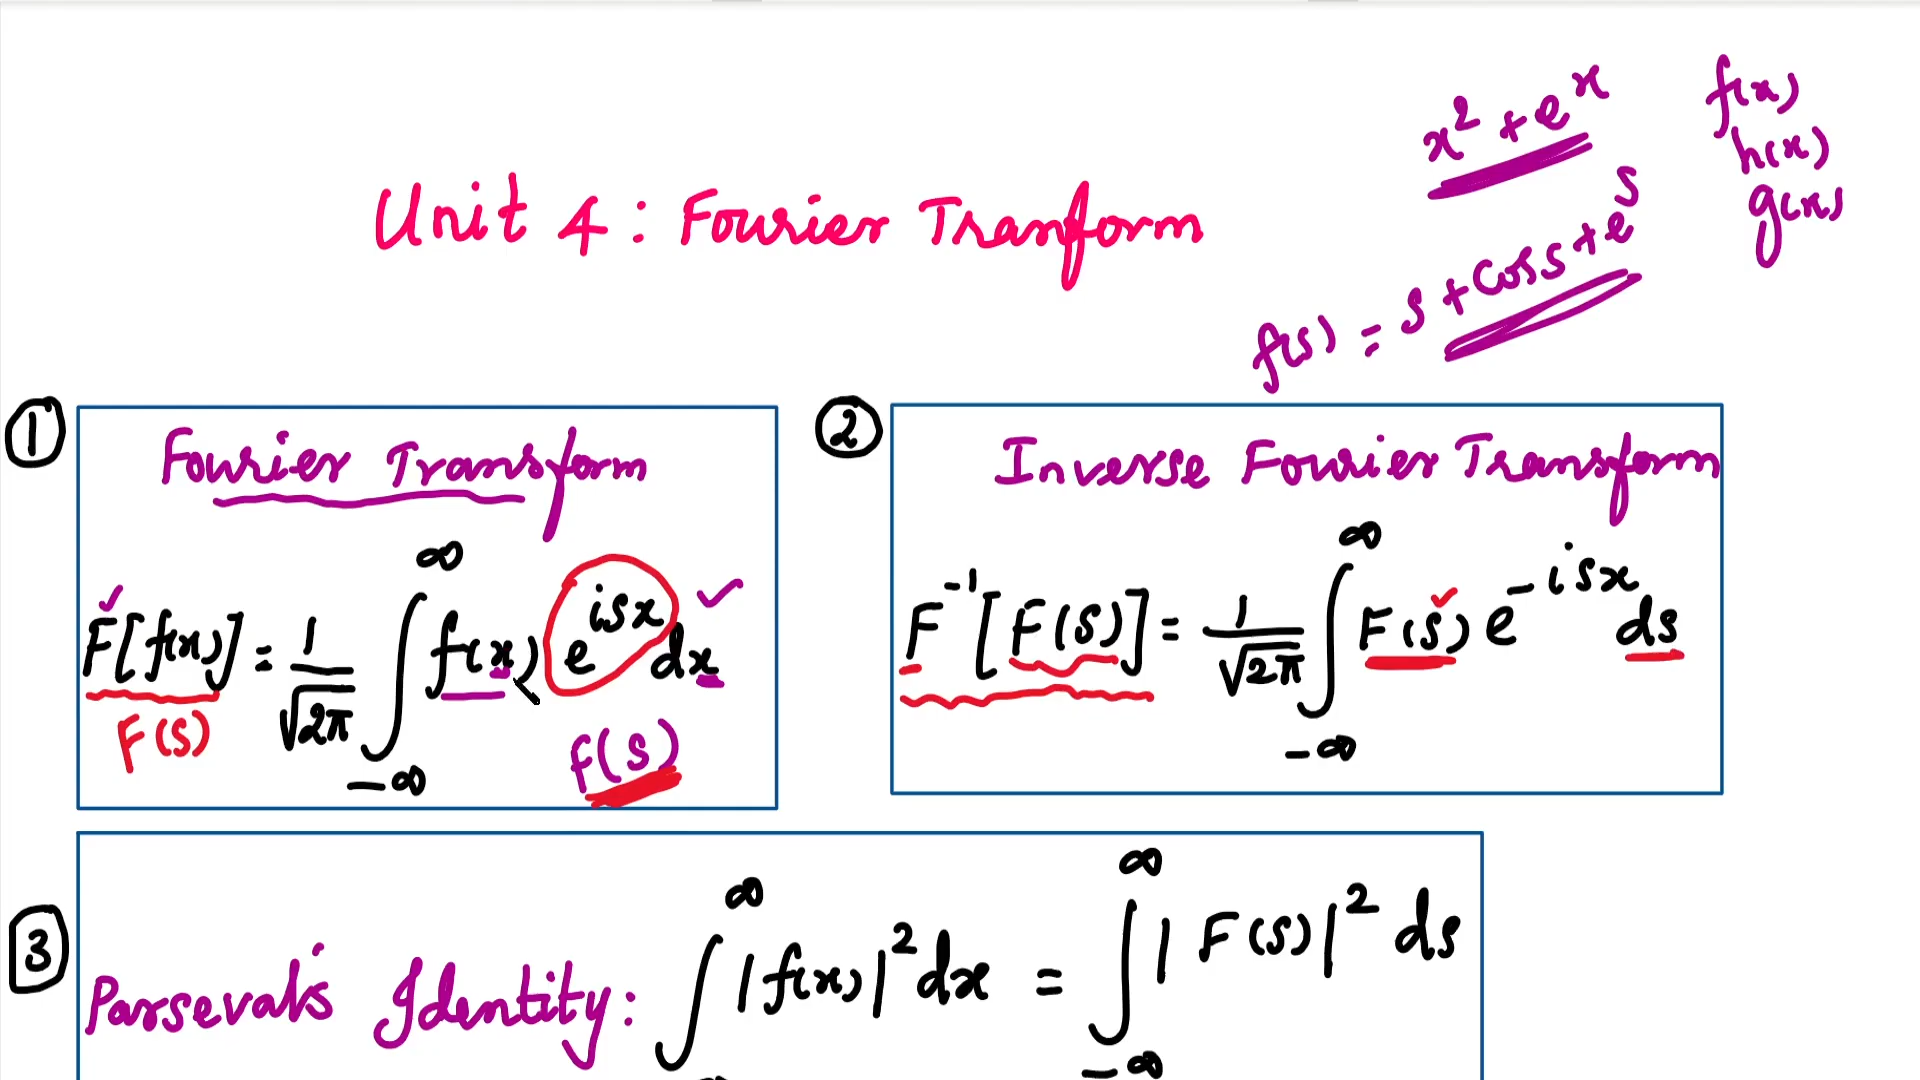 x² + eˣ
f(x)
h(x)
g(x)
Unit 4 : Fourier Tranform
f(s) = s + cos s + eˢ
① Fourier Transform
F[f(x)] = 1/√2π ∫_{-∞}^{∞} f(x) e^{isx} dx
F(s)
f(s)
② Inverse Fourier Transform
F⁻¹[F(s)] = 1/√2π ∫_{-∞}^{∞} F(s) e^{-isx} ds
③ Parseval's Identity: ∫^{∞} |f(x)|² dx = ∫_{-∞}^{∞} |F(s)|² ds